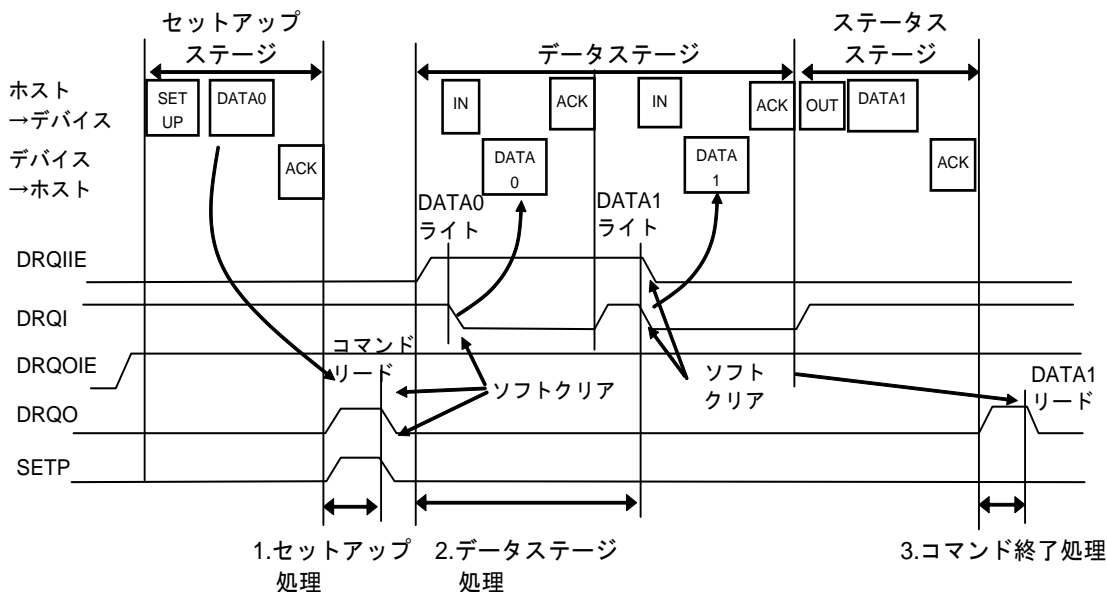 セットアップ
ステージ
データステージ
ステータス
ステージ
ホスト
→デバイス
SET
UP
DATA0
IN
ACK
IN
ACK
OUT
DATA1
デバイス
→ホスト
ACK
DATA
0
DATA
1
ACK
DATA0
ライト
DATA1
ライト
DRQIIE
DRQI
DRQOIE
コマンド
リード
ソフトクリア
ソフト
クリア
DATA1
リード
DRQO
SETP
1.セットアップ
処理
2.データステージ
処理
3.コマンド終了処理